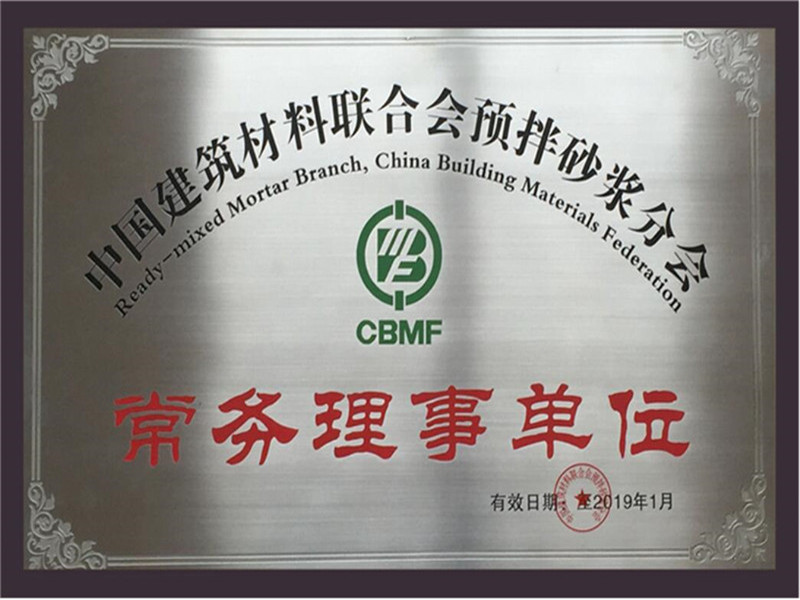 中国建筑材料联合会预拌砂浆分会
Ready-mixed Mortar Branch, China Building Materials Federation
CBMF
常务理事单位
有效日期：至2019年1月